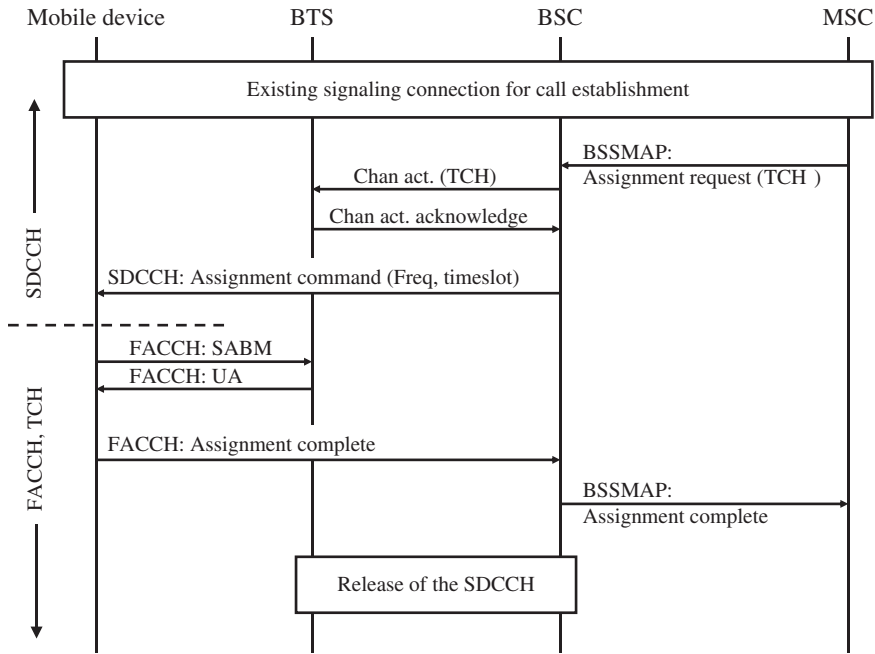 Mobile device
BTS
BSC
MSC
Existing signaling connection for call establishment
BSSMAP:
Assignment request (TCH )
Chan act. (TCH)
Chan act. acknowledge
SDCCH: Assignment command (Freq, timeslot)
SDCCH
FACCH: SABM
FACCH: UA
FACCH: Assignment complete
FACCH, TCH
BSSMAP:
Assignment complete
Release of the SDCCH